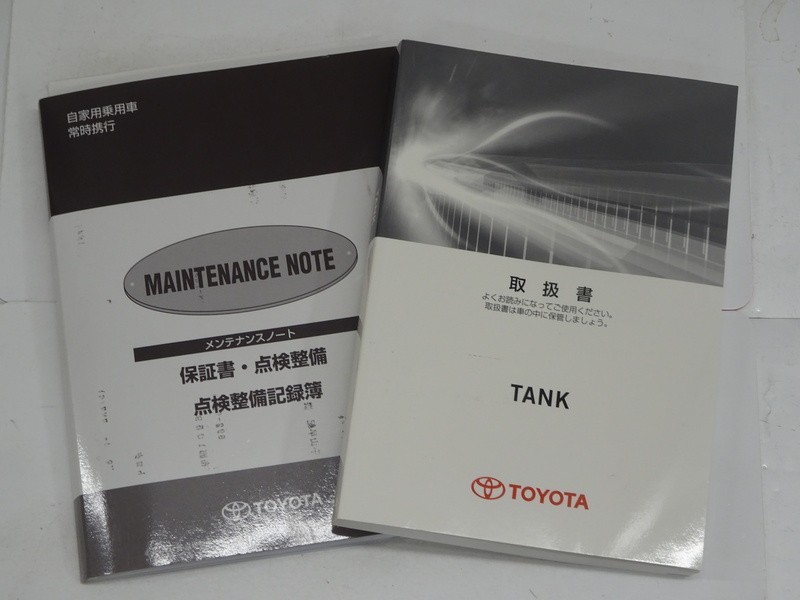 自家用乗用車
常時携行
MAINTENANCE NOTE
メンテナンスノート
保証書・点検整備
点検整備記録簿
TOYOTA
取扱書
よくお読みになってご使用ください。
取扱書は車の中に保管しましょう。
TANK
TOYOTA